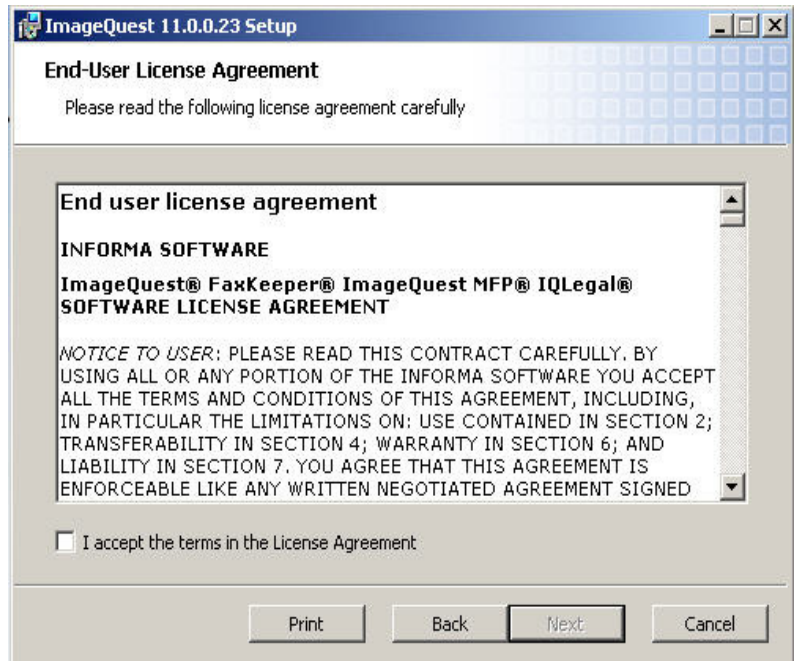 ImageQuest 11.0.0.23 Setup
End-User License Agreement
Please read the following license agreement carefully
End user license agreement
INFORMA SOFTWARE
ImageQuest® FaxKeeper® ImageQuest MFP® IQLegal®
SOFTWARE LICENSE AGREEMENT
NOTICE TO USER: PLEASE READ THIS CONTRACT CAREFULLY. BY
USING ALL OR ANY PORTION OF THE INFORMA SOFTWARE YOU ACCEPT
ALL THE TERMS AND CONDITIONS OF THIS AGREEMENT, INCLUDING,
IN PARTICULAR THE LIMITATIONS ON: USE CONTAINED IN SECTION 2;
TRANSFERABILITY IN SECTION 4; WARRANTY IN SECTION 6; AND
LIABILITY IN SECTION 7. YOU AGREE THAT THIS AGREEMENT IS
ENFORCEABLE LIKE ANY WRITTEN NEGOTIATED AGREEMENT SIGNED
I accept the terms in the License Agreement
Print Back Next Cancel